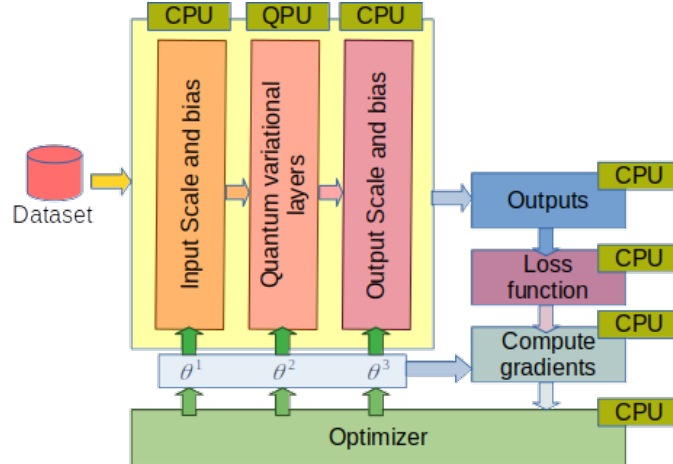 CPU
QPU
CPU
Input Scale and bias
Quantum variational
layers
Output Scale and bias
Dataset
CPU
Outputs
CPU
Loss
function
CPU
Compute
gradients
θ¹
θ²
θ³
CPU
Optimizer